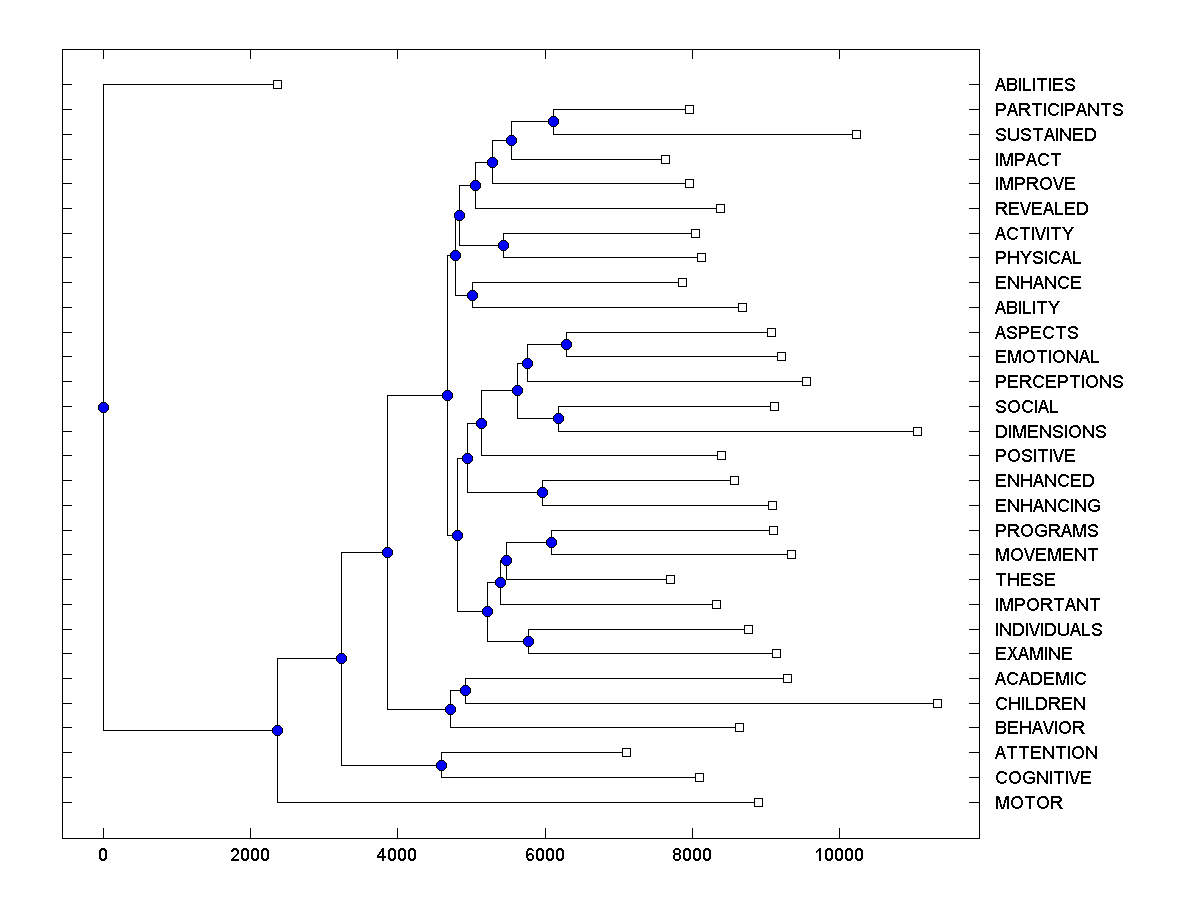 ABILITIES
PARTICIPANTS
SUSTAINED
IMPACT
IMPROVE
REVEALED
ACTIVITY
PHYSICAL
ENHANCE
ABILITY
ASPECTS
EMOTIONAL
PERCEPTIONS
SOCIAL
DIMENSIONS
POSITIVE
ENHANCED
ENHANCING
PROGRAMS
MOVEMENT
THESE
IMPORTANT
INDIVIDUALS
EXAMINE
ACADEMIC
CHILDREN
BEHAVIOR
ATTENTION
COGNITIVE
MOTOR
0 2000 4000 6000 8000 10000